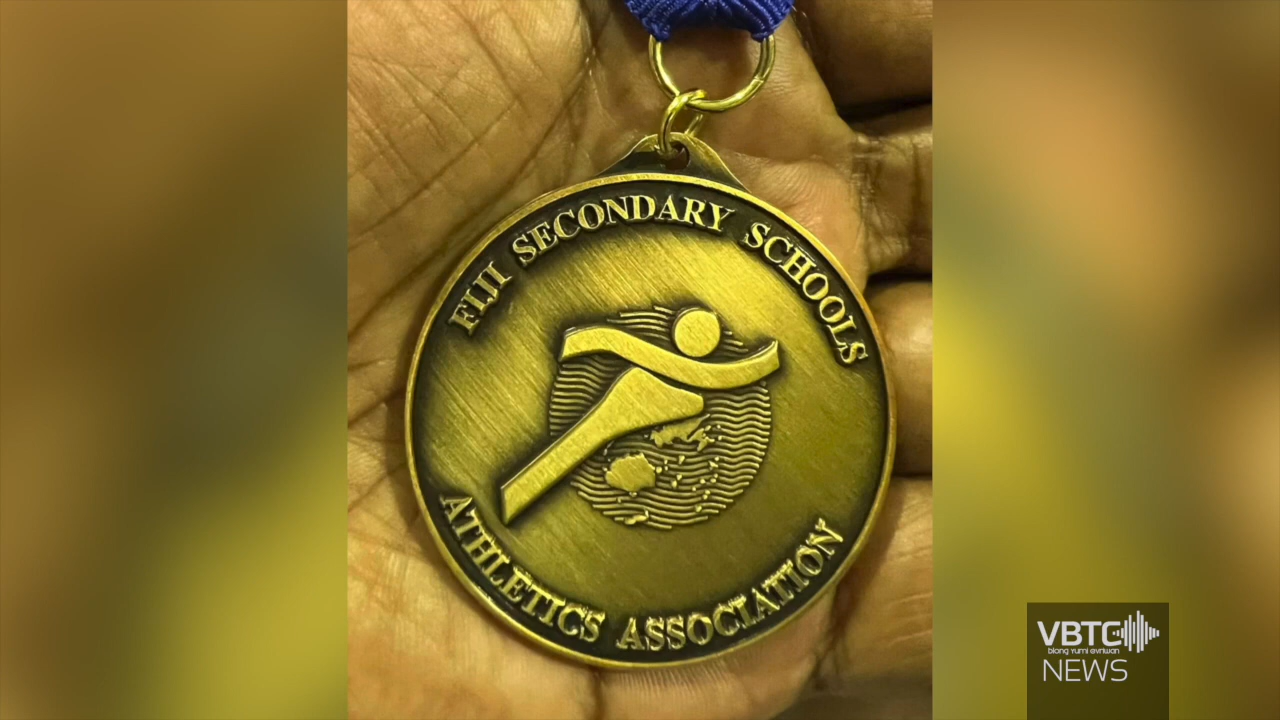 FIJI SECONDARY SCHOOLS
ATHLETICS ASSOCIATION
VBTC
blong yumi evriwan
NEWS